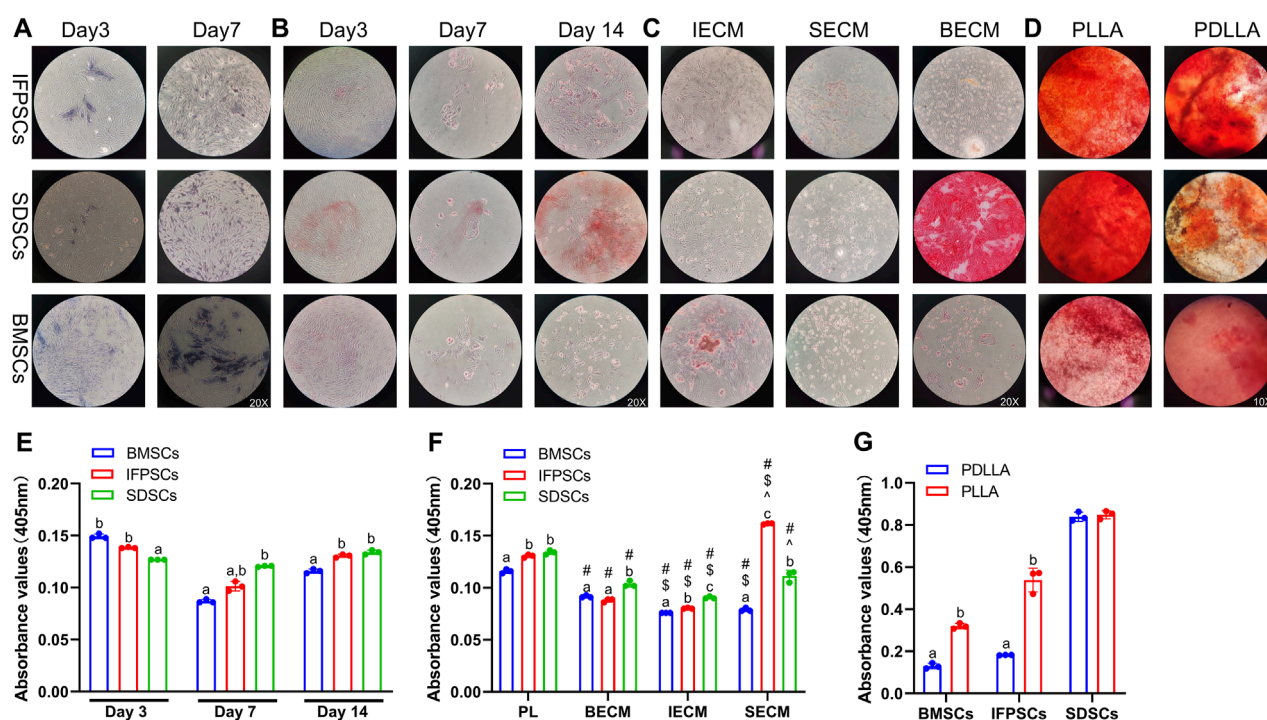 A Day3 Day7 B Day3 Day7 Day 14 C IECM SECM BECM D PLLA PDLLA
IFPSCs
SDSCs
BMSCs
20X 20X 20X 10X
E
BMSCs
IFPSCs
SDSCs
Absorbance values(405nm)
0.20
0.15
0.10
0.05
0.00
b b a
a a,b b
a b b
Day 3 Day 7 Day 14
F
BMSCs
IFPSCs
SDSCs
Absorbance values(405nm)
0.20
0.15
0.10
0.05
0.00
a b b
# a
# a
# b
# $ a
# $ b
# $ c
# $ a
# $ ^ c
# ^ b
PL BECM IECM SECM
G
PDLLA
PLLA
Absorbance values(405nm)
1.0
0.8
0.6
0.4
0.2
0.0
a b
a b
BMSCs IFPSCs SDSCs